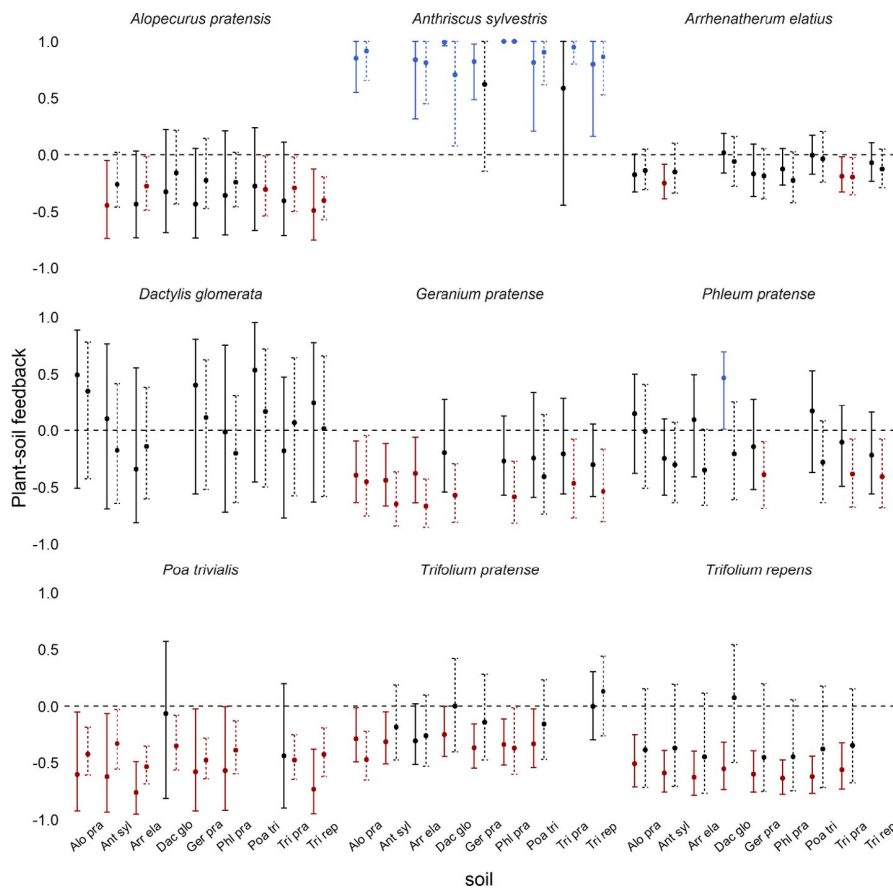 Alopecurus pratensis Anthriscus sylvestris Arrhenatherum elatius
1.0
0.5
0.0
-0.5
-1.0
Dactylis glomerata Geranium pratense Phleum pratense
1.0
0.5
0.0
-0.5
-1.0
Plant-soil feedback
Poa trivialis Trifolium pratense Trifolium repens
1.0
0.5
0.0
-0.5
-1.0
Alo pra Ant syl Arr ela Dac glo Ger pra Phl pra Poa tri Tri pra Tri rep Alo pra Ant syl Arr ela Dac glo Ger pra Phl pra Poa tri Tri pra Tri rep Alo pra Ant syl Arr ela Dac glo Ger pra Phl pra Poa tri Tri pra Tri rep
soil